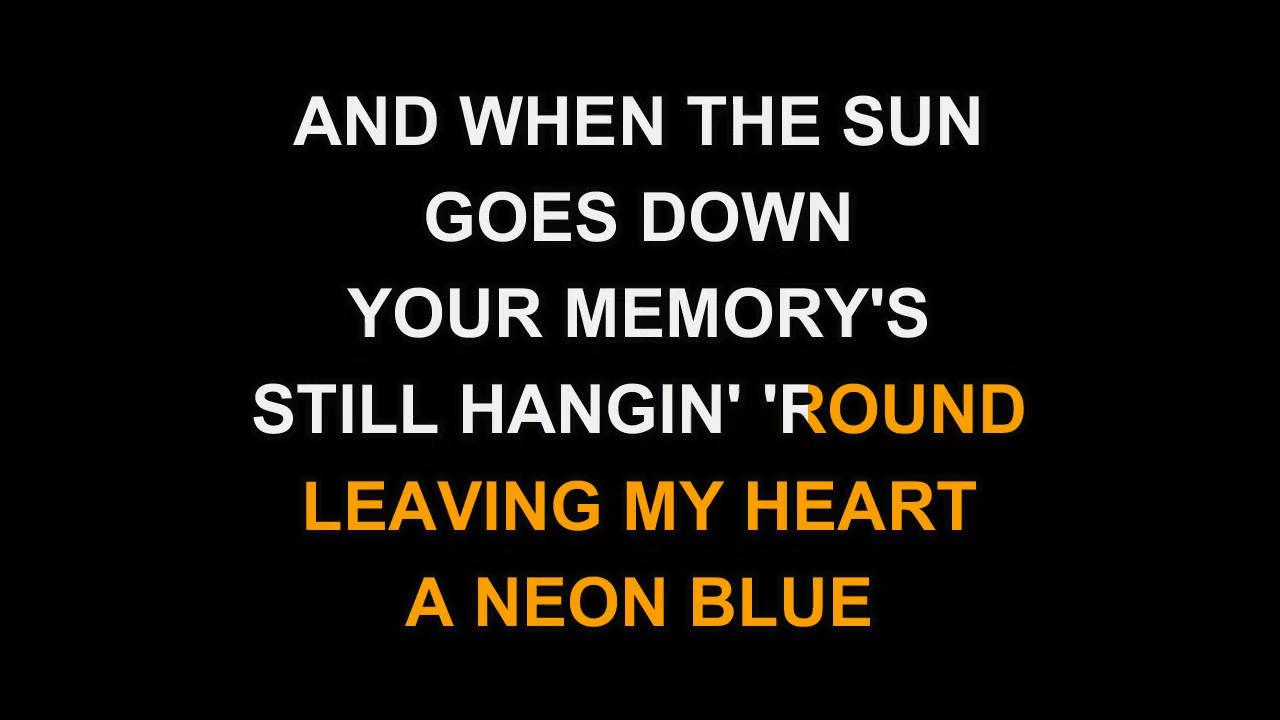 AND WHEN THE SUN
GOES DOWN
YOUR MEMORY'S
STILL HANGIN' 'ROUND
LEAVING MY HEART
A NEON BLUE